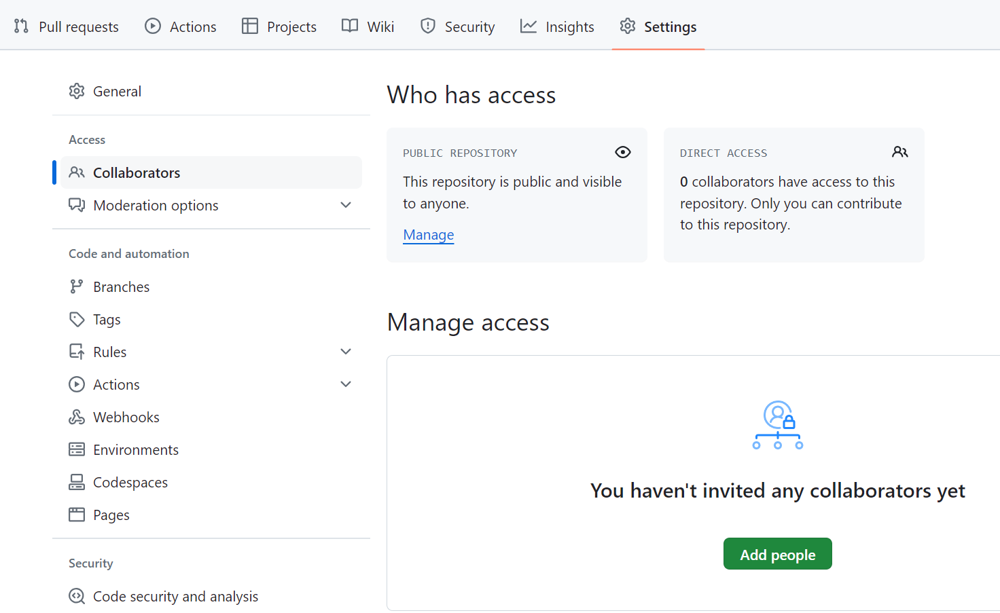 Pull requests Actions Projects Wiki Security Insights Settings
General
Access
Collaborators
Moderation options
Code and automation
Branches
Tags
Rules
Actions
Webhooks
Environments
Codespaces
Pages
Security
Code security and analysis
Who has access
PUBLIC REPOSITORY
This repository is public and visible
to anyone.
Manage
DIRECT ACCESS
0 collaborators have access to this
repository. Only you can contribute
to this repository.
Manage access
You haven't invited any collaborators yet
Add people